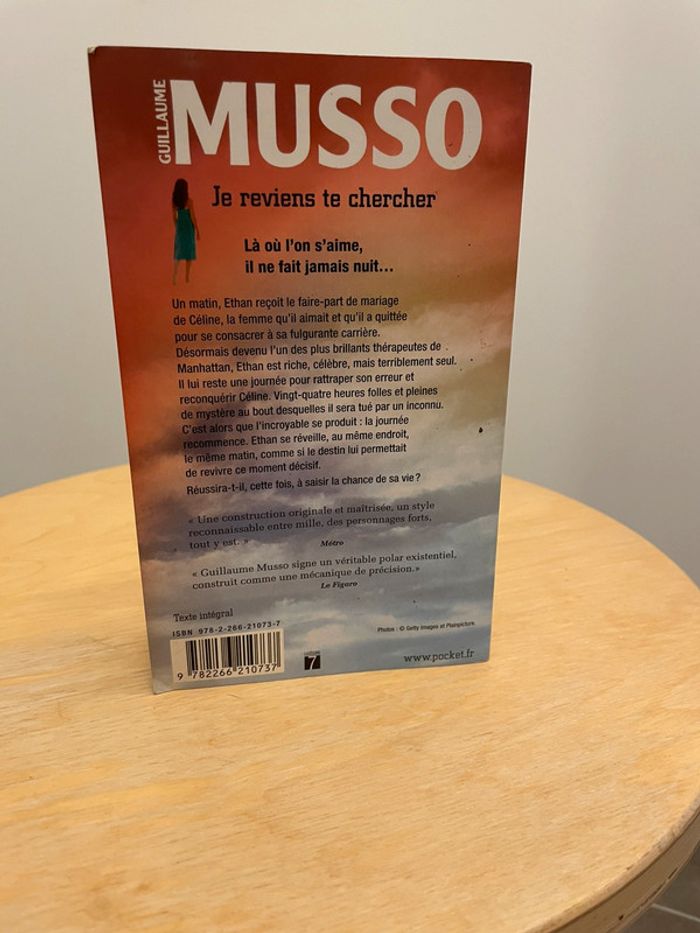 GUILLAUME
MUSSO
Je reviens te chercher
Là où l'on s'aime,
il ne fait jamais nuit...
Un matin, Ethan reçoit le faire-part de mariage
de Céline, la femme qu'il aimait et qu'il a quittée
pour se consacrer à sa fulgurante carrière.
Désormais devenu l'un des plus brillants thérapeutes de
Manhattan, Ethan est riche, célèbre, mais terriblement seul.
Il lui reste une journée pour rattraper son erreur et
reconquérir Céline. Vingt-quatre heures folles et pleines
de mystère au bout desquelles il sera tué par un inconnu.
C'est alors que l'incroyable se produit : la journée
recommence. Ethan se réveille, au même endroit,
le même matin, comme si le destin lui permettait
de revivre ce moment décisif.
Réussira-t-il, cette fois, à saisir la chance de sa vie ?
« Une construction originale et maîtrisée, un style
reconnaissable entre mille, des personnages forts,
tout y est. »
Métro
« Guillaume Musso signe un véritable polar existentiel,
construit comme une mécanique de précision.»
Le Figaro
Texte intégral
ISBN 978-2-266-21073-7
Photos : © Getty Images et Plainpicture.
9 782266 210737
7
www.pocket.fr